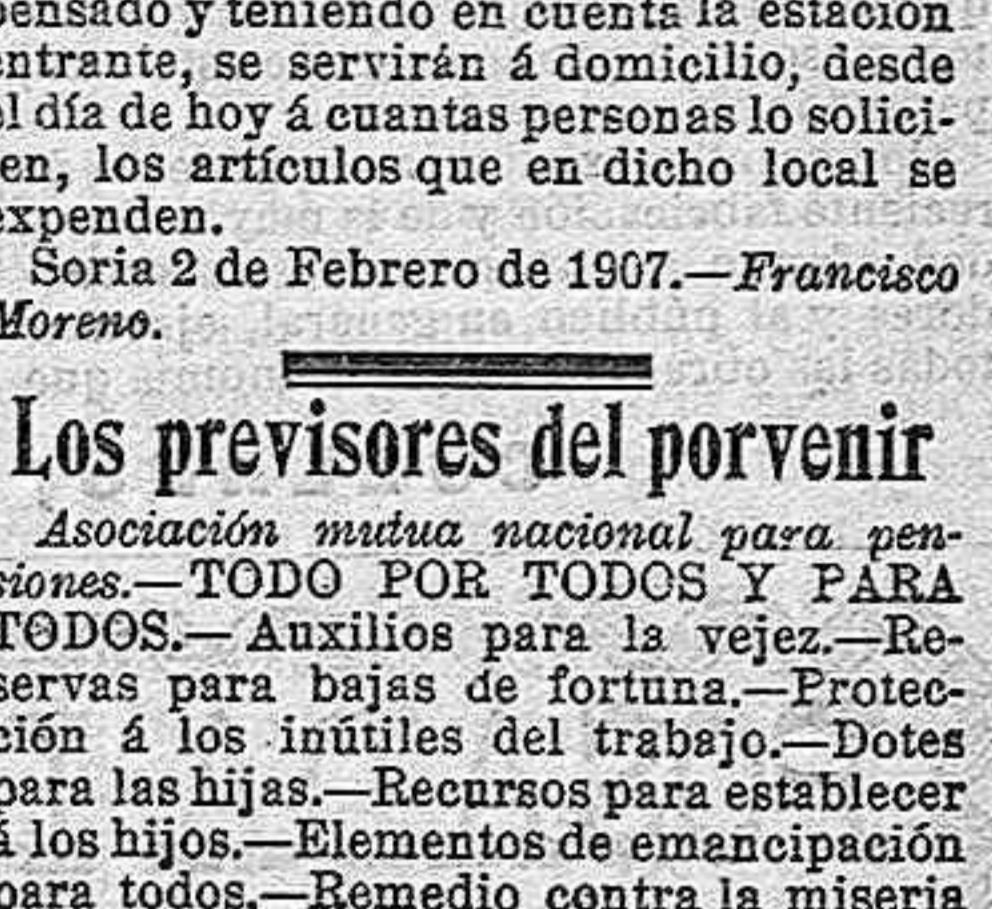 pensado y teniendo en cuenta la estación
entrante, se servirán á domicilio, desde
el día de hoy á cuantas personas lo solici-
en, los artículos que en dicho local se
expenden.
Soria 2 de Febrero de 1907.—Francisco
Moreno.
Los previsores del porvenir
Asociación mutua nacional para pen-
siones.—TODO POR TODOS Y PARA
TODOS.—Auxilios para la vejez.—Re-
servas para bajas de fortuna.—Protec-
ción á los inútiles del trabajo.—Dotes
para las hijas.—Recursos para establecer
á los hijos.—Elementos de emancipación
para todos.—Remedio contra la miseria